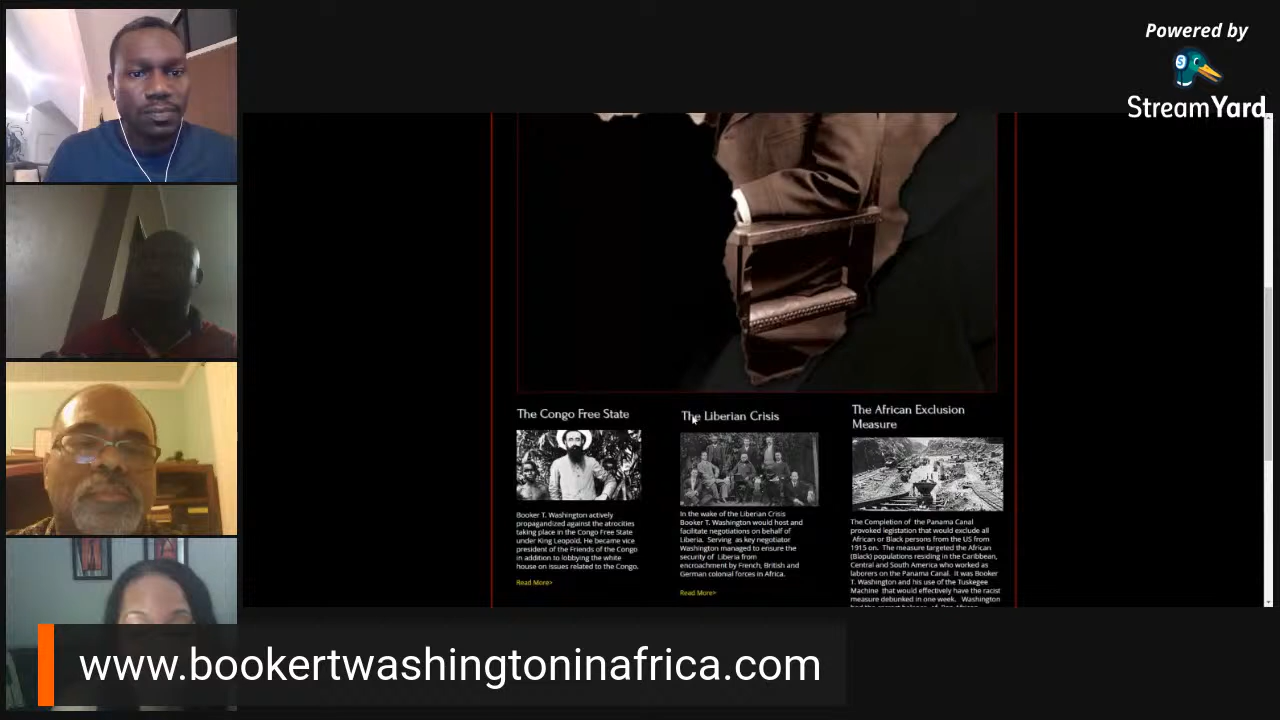 Powered by
StreamYard
The Congo Free State
Booker T. Washington actively
propagandized against the atrocities
taking place in the Congo Free State
under King Leopold. He became vice
president of the Friends of the Congo
in addition to lobbying the white
house on issues related to the Congo.
Read More>
The Liberian Crisis
In the wake of the Liberian Crisis
Booker T. Washington would host and
facilitate negotiations on behalf of
Liberia. Serving as key negotiator
Washington managed to ensure the
security of Liberia from
encroachment by French, British and
German colonial forces in Africa.
Read More>
The African Exclusion
Measure
The Completion of the Panama Canal
provoked legislation that would exclude all
African or Black persons from the US from
1915 on. The measure targeted the African
(Black) populations residing in the Caribbean,
Central and South America who worked as
laborers on the Panama Canal. It was Booker
T. Washington and his use of the Tuskegee
Machine that would effectively have the racist
measure debunked in one week. Washington
www.bookertwashingtoninafrica.com